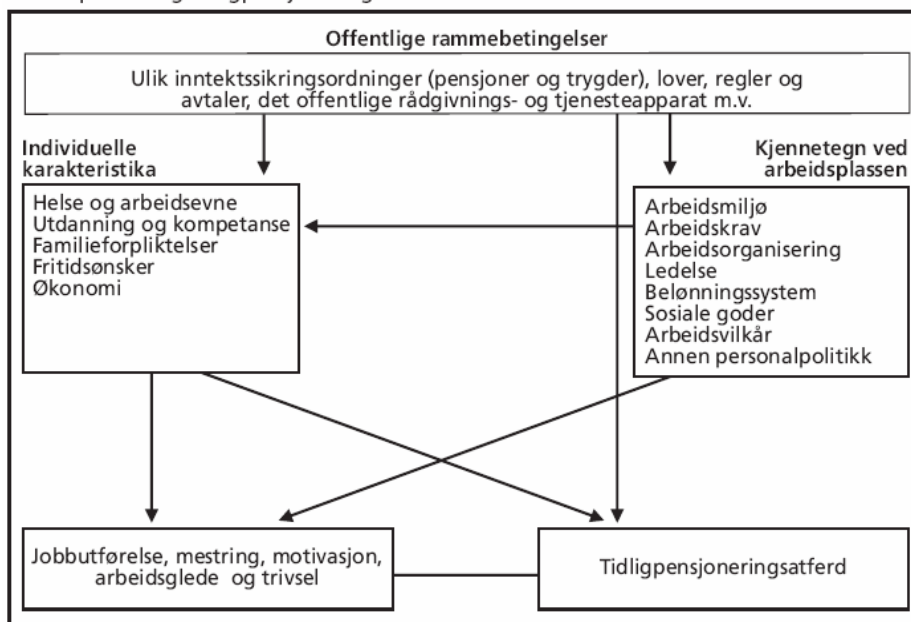 Offentlige rammebetingelser
Ulik inntektssikringsordninger (pensjoner og trygder), lover, regler og
avtaler, det offentlige rådgivnings- og tjenesteapparat m.v.
Individuelle
karakteristika
Helse og arbeidsevne
Utdanning og kompetanse
Familieforpliktelser
Fritidsønsker
Økonomi
Kjennetegn ved
arbeidsplassen
Arbeidsmiljø
Arbeidskrav
Arbeidsorganisering
Ledelse
Belønningssystem
Sosiale goder
Arbeidsvilkår
Annen personalpolitikk
Jobbutførelse, mestring, motivasjon,
arbeidsglede og trivsel
Tidligpensjoneringsatferd